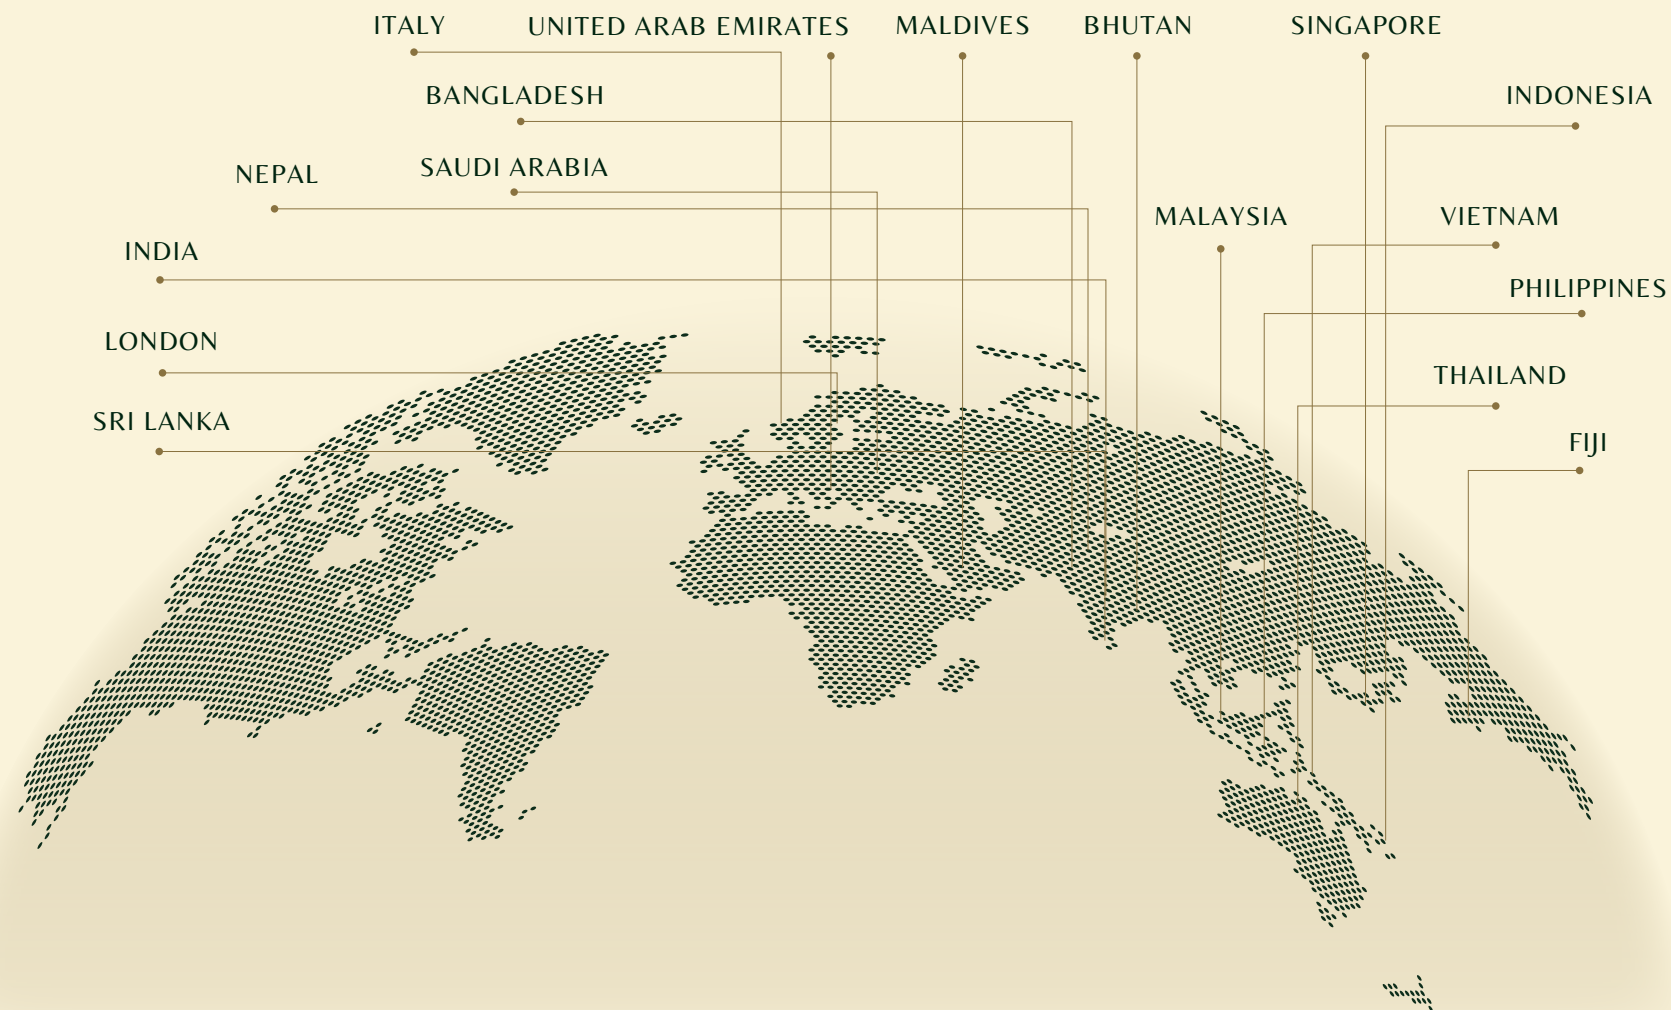 ITALY
UNITED ARAB EMIRATES
MALDIVES
BHUTAN
SINGAPORE
BANGLADESH
INDONESIA
SAUDI ARABIA
NEPAL
MALAYSIA
VIETNAM
INDIA
PHILIPPINES
LONDON
THAILAND
SRI LANKA
FIJI